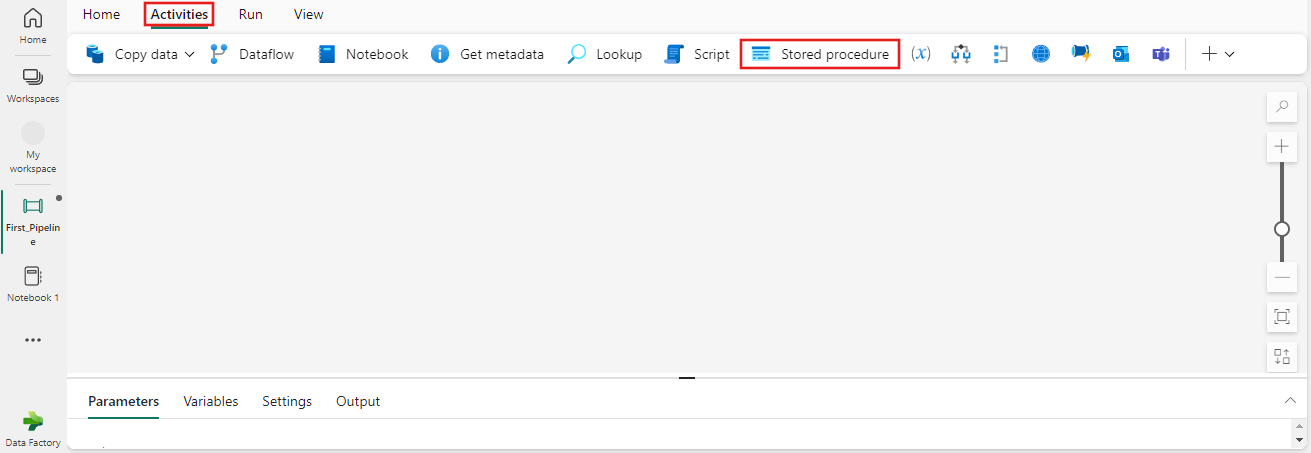 Home
Activities
Run
View
Copy data
Dataflow
Notebook
Get metadata
Lookup
Script
Stored procedure
(x)
Home
Workspaces
My
workspace
First_Pipelin
e
Notebook 1
Data Factory
Parameters
Variables
Settings
Output